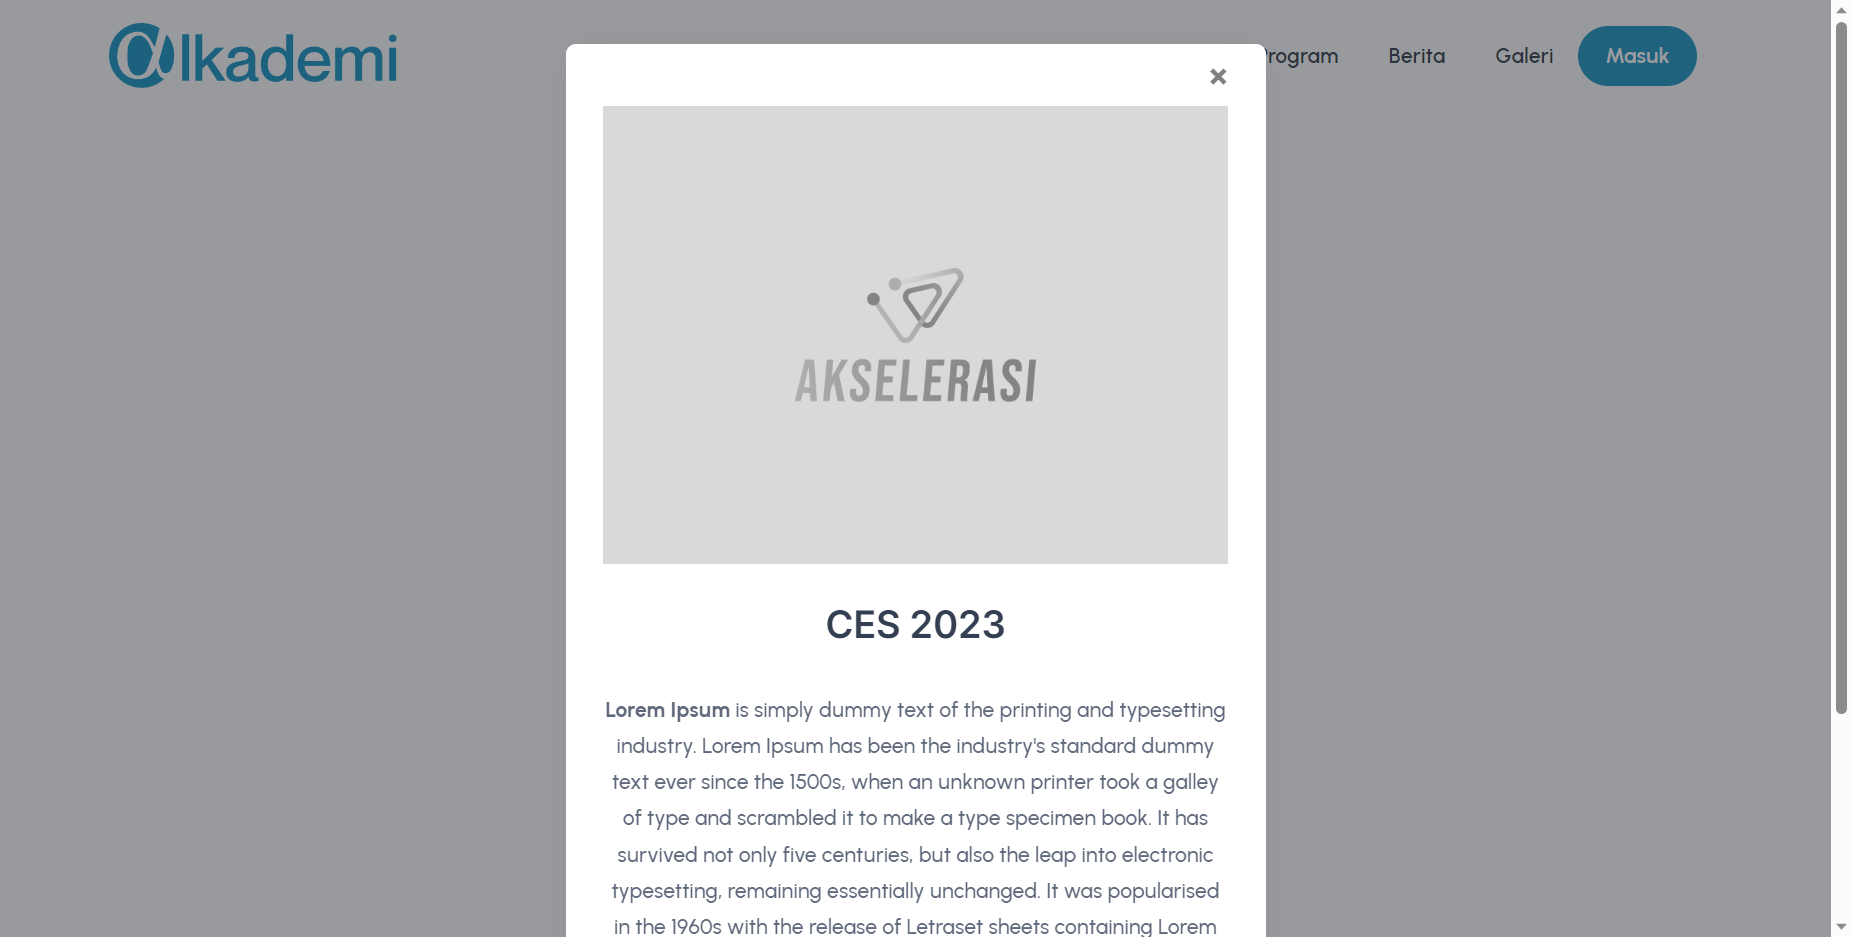 αlkademi
Program
Berita
Galeri
Masuk
×
AKSELERASI
CES 2023
Lorem Ipsum is simply dummy text of the printing and typesetting
industry. Lorem Ipsum has been the industry's standard dummy
text ever since the 1500s, when an unknown printer took a galley
of type and scrambled it to make a type specimen book. It has
survived not only five centuries, but also the leap into electronic
typesetting, remaining essentially unchanged. It was popularised
in the 1960s with the release of Letraset sheets containing Lorem